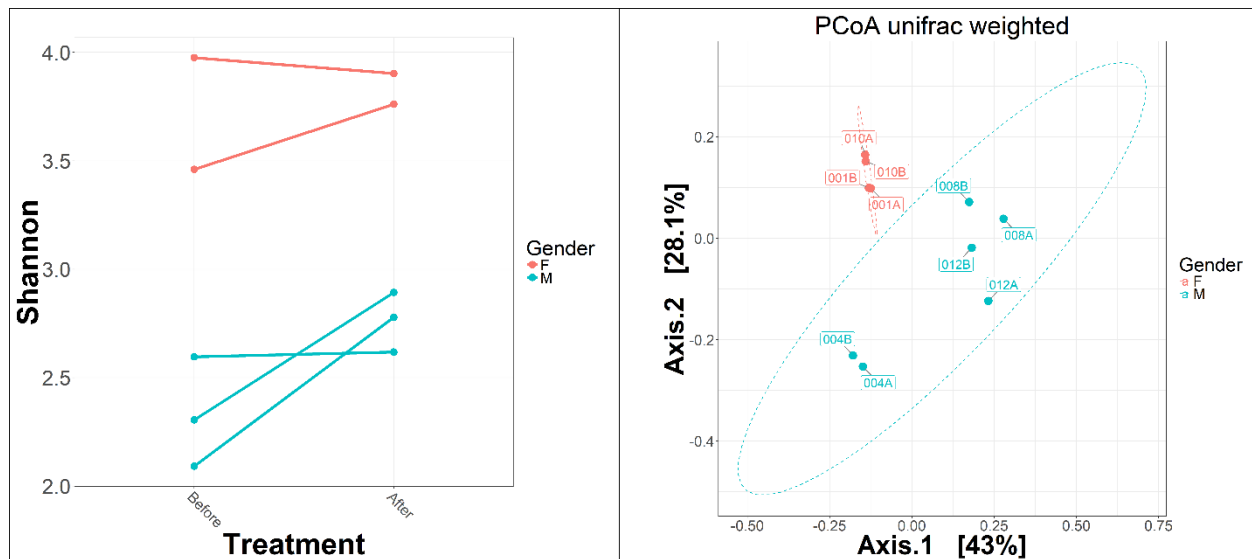 4.0
3.5
3.0
2.5
2.0
Shannon
Before
After
Treatment
Gender
F
M
PCoA unifrac weighted
0.2
0.0
-0.2
-0.4
Axis.2 [28.1%]
010A
010B
001B
001A
008B
008A
012B
012A
004B
004A
-0.50
-0.25
0.00
0.25
0.50
0.75
Axis.1 [43%]
Gender
a F
a M